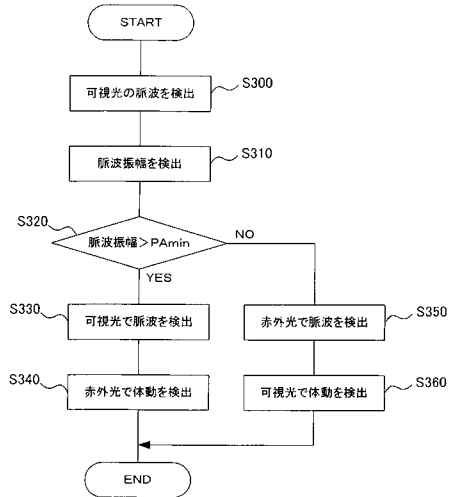 START
可視光の脈波を検出
S300
脈波振幅を検出
S310
S320
脈波振幅>PAmin
NO
YES
S330
可視光で脈波を検出
赤外光で脈波を検出
S350
S340
赤外光で体動を検出
可視光で体動を検出
S360
END